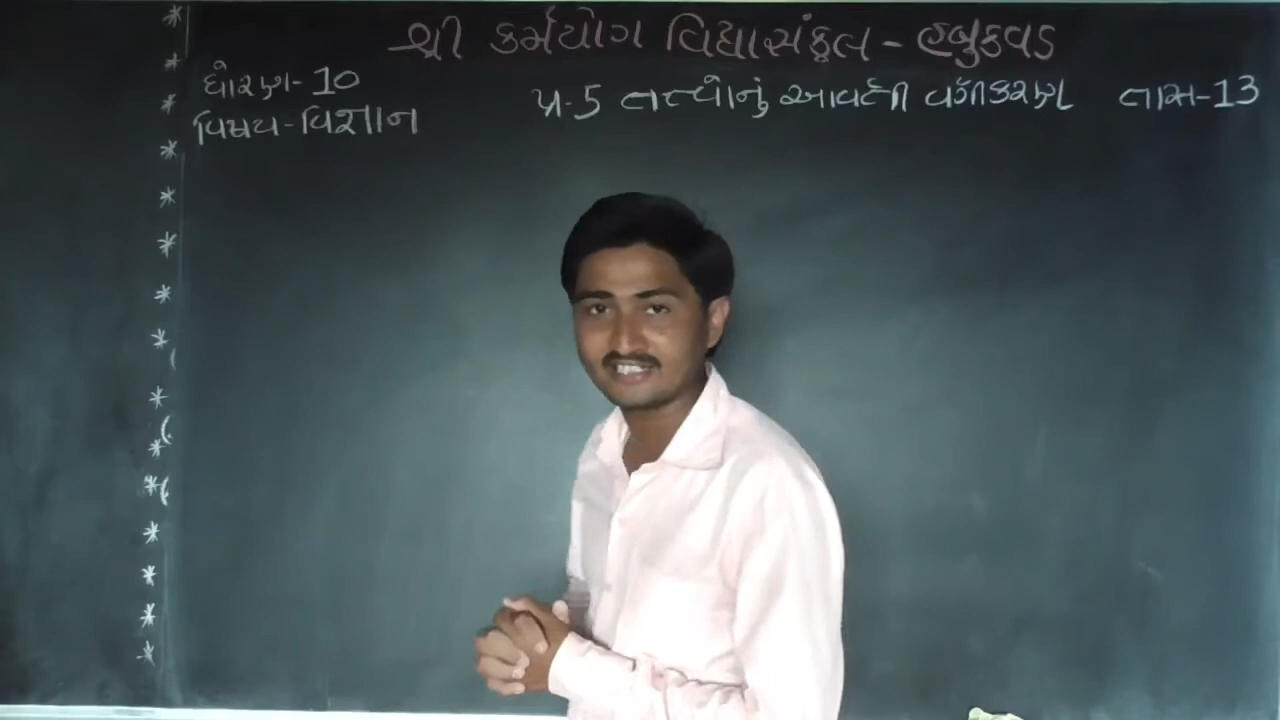 શ્રી કર્મયોગ વિદ્યાસંકુલ - હબુકવડ
ધોરણ - 10
પ્ર. 5 તત્ત્વોનું આવર્તી વર્ગીકરણ તાસ - 13
વિષય - વિજ્ઞાન